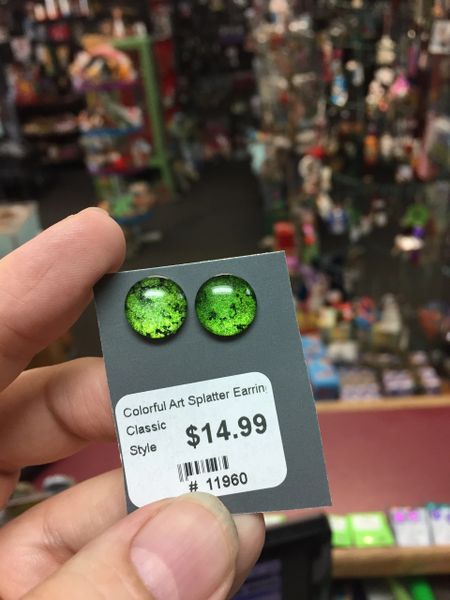 Colorful Art Splatter Earrin
Classic
Style
$14.99
# 11960